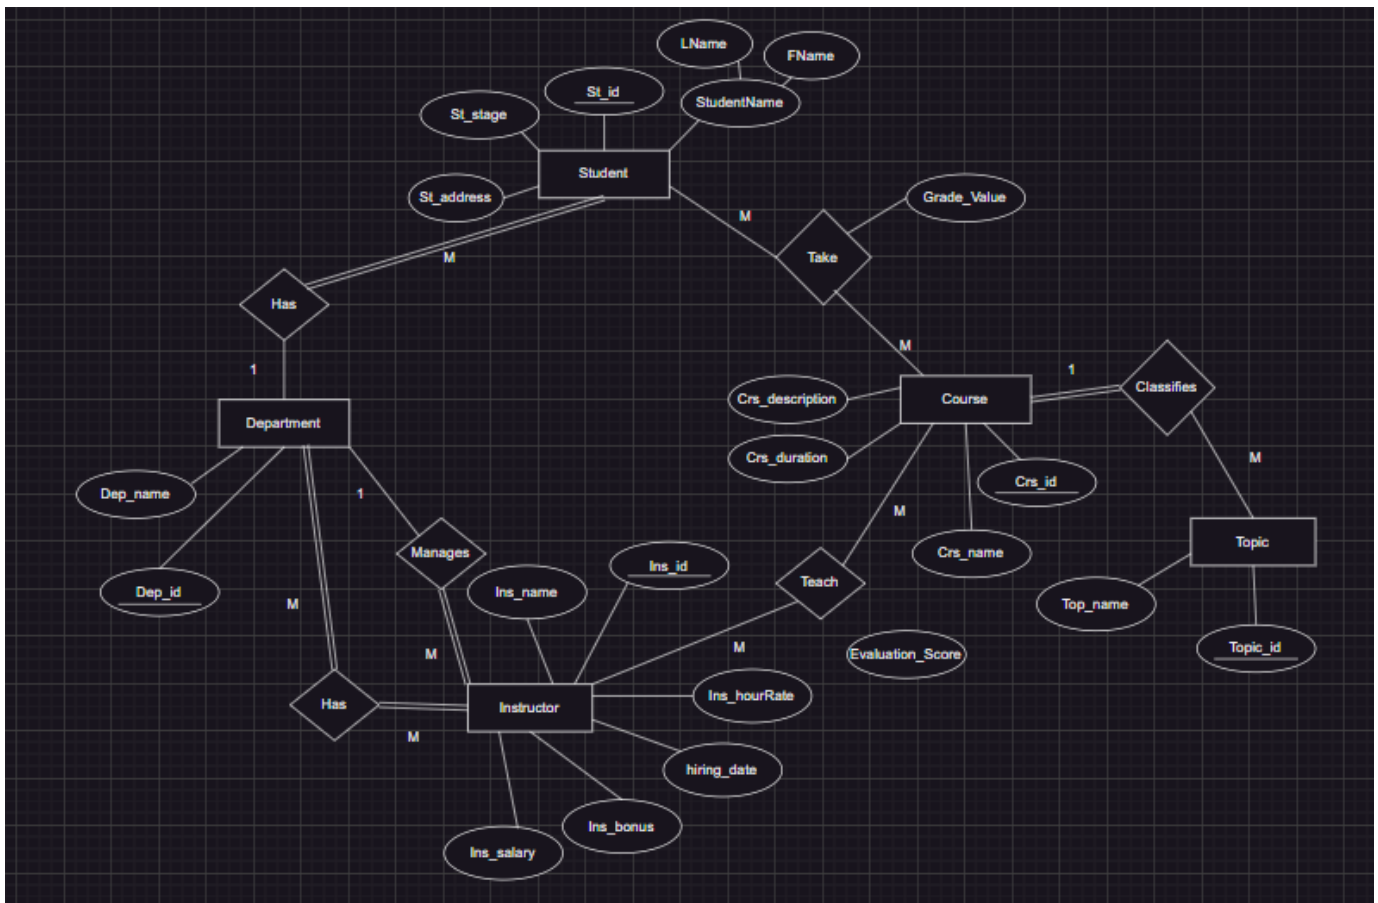 LName
FName
St_id
StudentName
St_stage
Student
St_address
Grade_Value
M
M
Take
Has
M
1
1
Classifies
Crs_description
Course
Department
Crs_duration
M
Crs_id
Dep_name
1
M
Topic
Manages
Crs_name
Ins_id
Teach
Ins_name
Dep_id
M
Top_name
M
M
Evaluation_Score
Topic_id
Ins_hourRate
Has
Instructor
M
hiring_date
Ins_bonus
Ins_salary